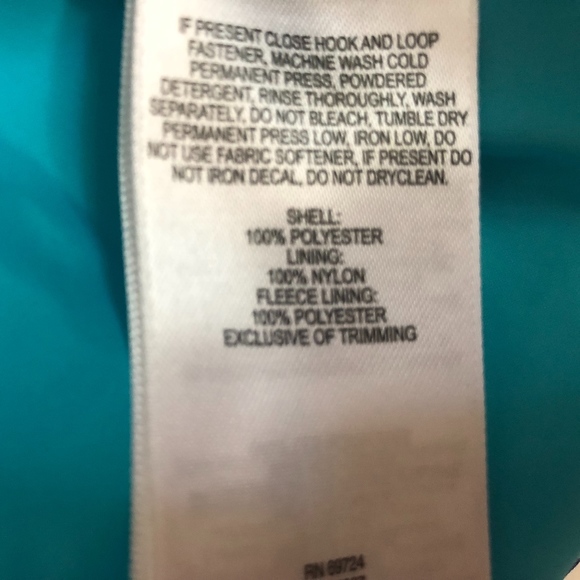 IF PRESENT CLOSE HOOK AND LOOP
FASTENER, MACHINE WASH COLD
PERMANENT PRESS, POWDERED
DETERGENT, RINSE THOROUGHLY, WASH
SEPARATELY, DO NOT BLEACH, TUMBLE DRY
PERMANENT PRESS LOW, IRON LOW, DO
NOT USE FABRIC SOFTENER, IF PRESENT DO
NOT IRON DECAL, DO NOT DRYCLEAN.
SHELL:
100% POLYESTER
LINING:
100% NYLON
FLEECE LINING:
100% POLYESTER
EXCLUSIVE OF TRIMMING
RN 69724